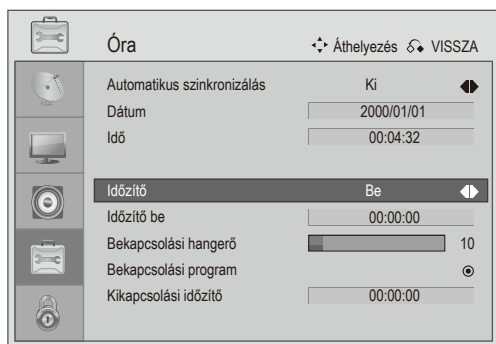 Óra
Áthelyezés VISSZA
Automatikus szinkronizálás Ki
Dátum 2000/01/01
Idő 00:04:32
Időzítő Be
Időzítő be 00:00:00
Bekapcsolási hangerő 10
Bekapcsolási program
Kikapcsolási időzítő 00:00:00